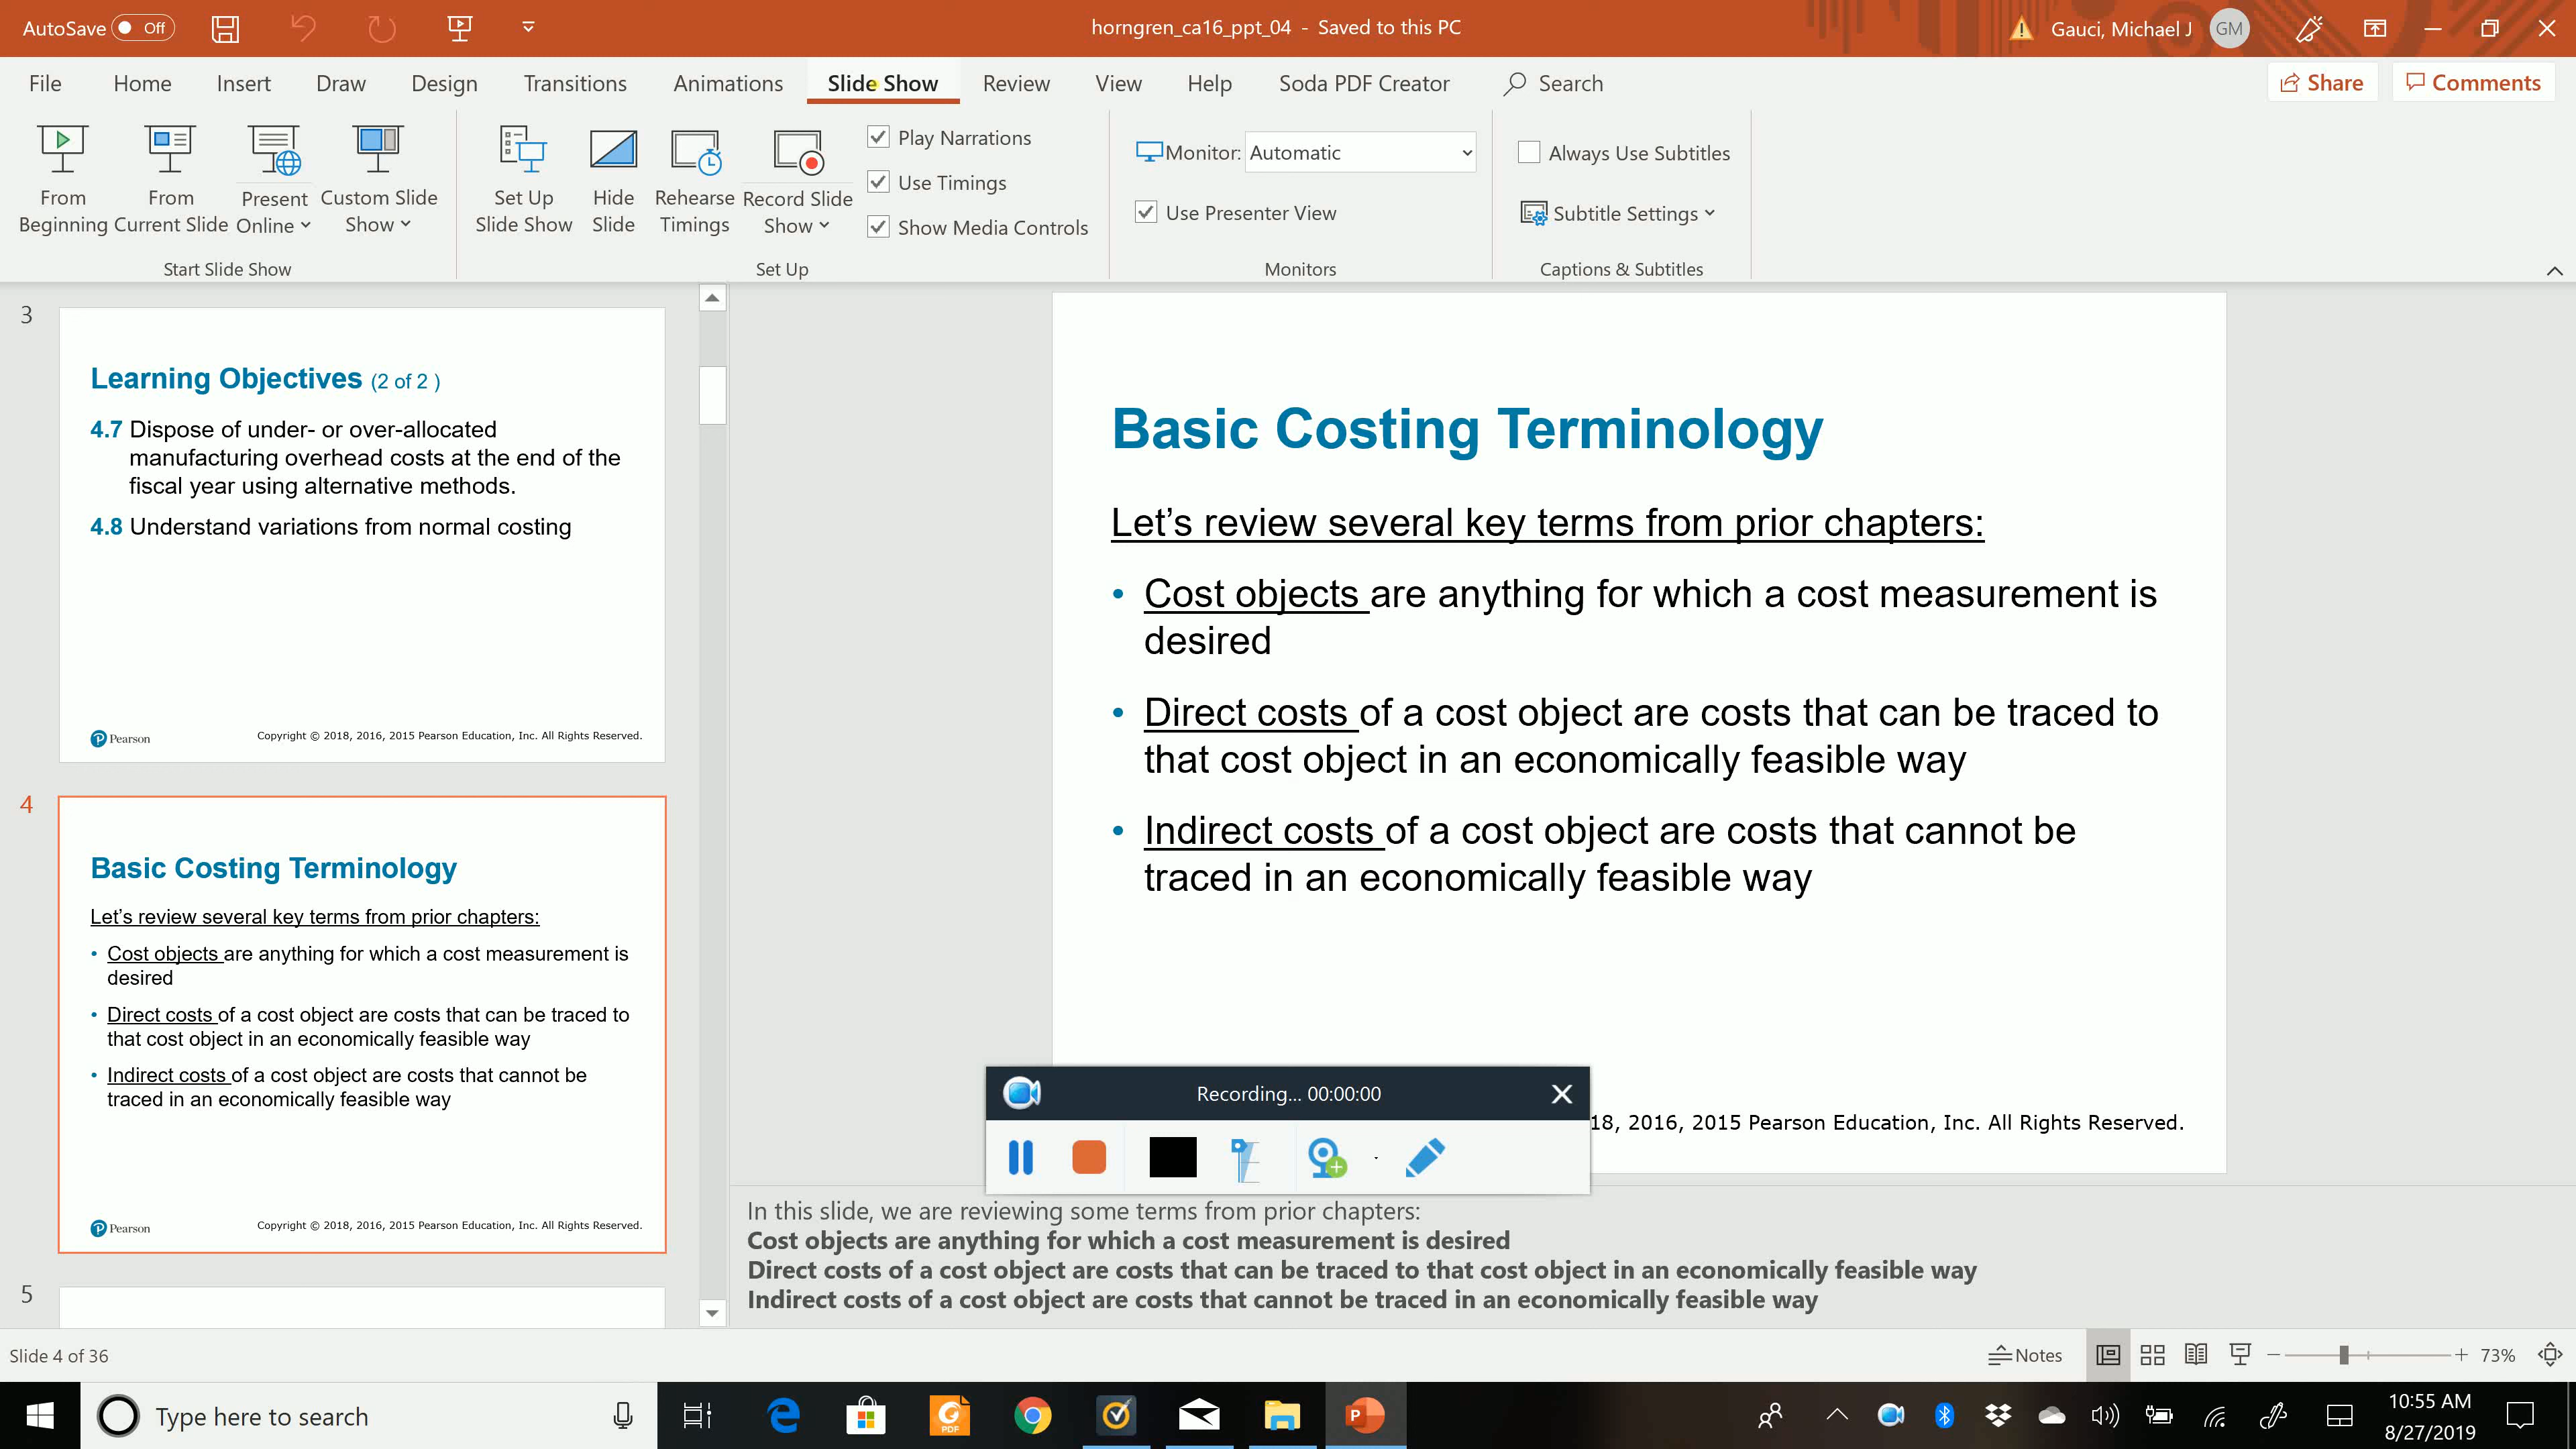 AutoSave Off
horngren_ca16_ppt_04 - Saved to this PC
Gauci, Michael J GM
File Home Insert Draw Design Transitions Animations Slide Show Review View Help Soda PDF Creator Search Share Comments
From Beginning
From Current Slide
Present Online
Custom Slide Show
Start Slide Show
Set Up Slide Show
Hide Slide
Rehearse Timings
Record Slide Show
Play Narrations
Use Timings
Show Media Controls
Set Up
Monitor: Automatic
Use Presenter View
Monitors
Always Use Subtitles
Subtitle Settings
Captions & Subtitles
3
Learning Objectives (2 of 2 )
4.7 Dispose of under- or over-allocated
manufacturing overhead costs at the end of the
fiscal year using alternative methods.
4.8 Understand variations from normal costing
Pearson
Copyright © 2018, 2016, 2015 Pearson Education, Inc. All Rights Reserved.
4
Basic Costing Terminology
Let’s review several key terms from prior chapters:
• Cost objects are anything for which a cost measurement is
desired
• Direct costs of a cost object are costs that can be traced to
that cost object in an economically feasible way
• Indirect costs of a cost object are costs that cannot be
traced in an economically feasible way
Pearson
Copyright © 2018, 2016, 2015 Pearson Education, Inc. All Rights Reserved.
5
Basic Costing Terminology
Let’s review several key terms from prior chapters:
• Cost objects are anything for which a cost measurement is
desired
• Direct costs of a cost object are costs that can be traced to
that cost object in an economically feasible way
• Indirect costs of a cost object are costs that cannot be
traced in an economically feasible way
18, 2016, 2015 Pearson Education, Inc. All Rights Reserved.
Recording... 00:00:00
In this slide, we are reviewing some terms from prior chapters:
Cost objects are anything for which a cost measurement is desired
Direct costs of a cost object are costs that can be traced to that cost object in an economically feasible way
Indirect costs of a cost object are costs that cannot be traced in an economically feasible way
Slide 4 of 36
Notes
73%
Type here to search
PDF
P
10:55 AM
8/27/2019